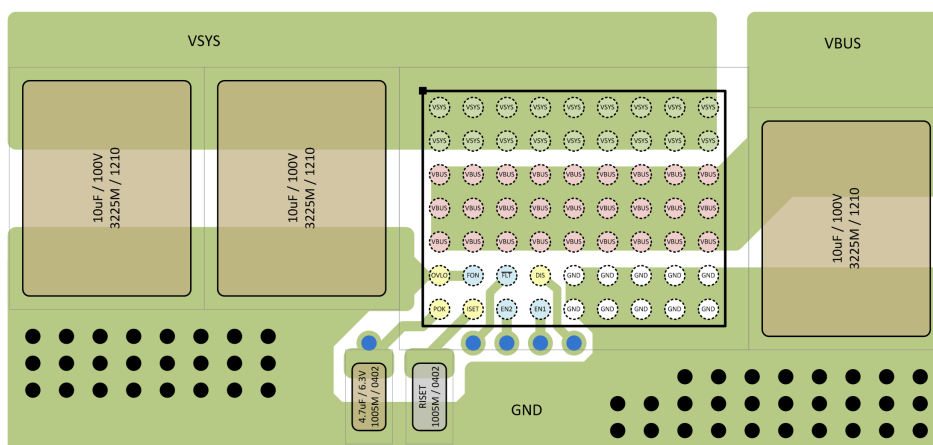 VSYS
VBUS
10uF / 100V
3225M / 1210
10uF / 100V
3225M / 1210
10uF / 100V
3225M / 1210
VSYS VSYS VSYS VSYS VSYS VSYS VSYS VSYS VSYS
VSYS VSYS VSYS VSYS VSYS VSYS VSYS VSYS VSYS
VBUS VBUS VBUS VBUS VBUS VBUS VBUS VBUS VBUS
VBUS VBUS VBUS VBUS VBUS VBUS VBUS VBUS VBUS
VBUS VBUS VBUS VBUS VBUS VBUS VBUS VBUS VBUS
OVLO FON FLT DIS GND GND GND GND GND
POK ISET EN2 EN1 GND GND GND GND GND
4.7uF / 6.3V
1005M / 0402
RISET
1005M / 0402
GND